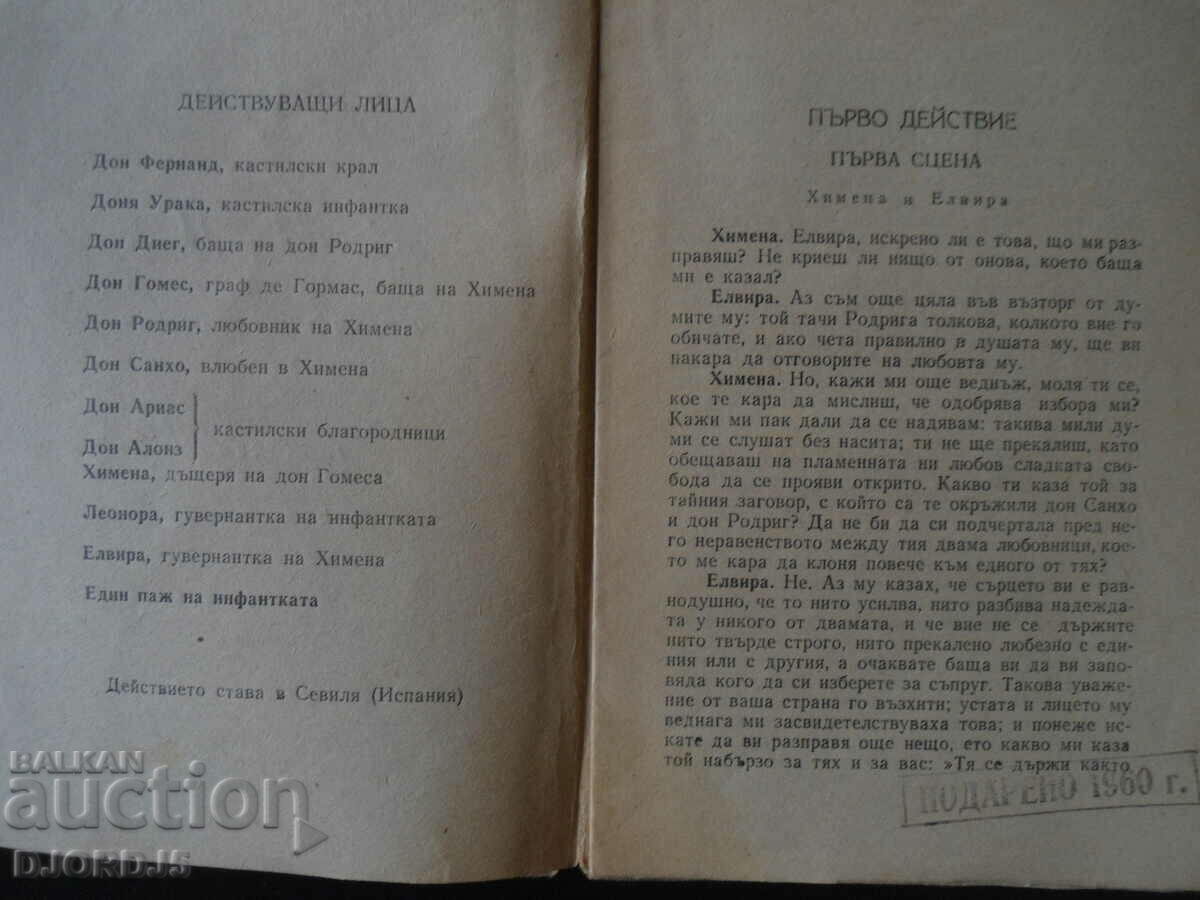 ДЕЙСТВУВАЩИ ЛИЦА
Дон Фернанд, кастилски крал
Доня Урака, кастилска инфантка
Дон Диег, баща на дон Родриг
Дон Гомес, граф де Гормас, баща на Химена
Дон Родриг, любовник на Химена
Дон Санхо, влюбен в Химена
Дон Ариас
кастилски благородници
Дон Алонз
Химена, дъщеря на дон Гомеса
Леонора, гувернантка на инфантката
Елвира, гувернантка на Химена
Един паж на инфантката
Действието става в Севиля (Испания)
ПЪРВО ДЕЙСТВИЕ
ПЪРВА СЦЕНА
Химена и Елвира
Химена. Елвира, искрено ли е това, що ми раз-
правяш? Не криеш ли нищо от онова, което баща
ми е казал?
Елвира. Аз съм още цяла във възторг от ду-
мите му: той тачи Родрига толкова, колкото вие го
обичате, и ако чета правилно в душата му, ще ви
накара да отговорите на любовта му.
Химена. Но, кажи ми още веднъж, моля ти се,
кое те кара да мислиш, че одобрява избора ми?
Кажи ми пак дали да се надявам: такива мили ду-
ми се слушат без насита; ти не ще прекалиш, като
обещаваш на пламенната ни любов сладката сво-
бода да се прояви открито. Какво ти каза той за
тайния заговор, с който са те окръжили дон Санхо
и дон Родриг? Да не би да си подчертала пред не-
го неравенството между тия двама любовници, кое-
то ме кара да клоня повече към едного от тях?
Елвира. Не. Аз му казах, че сърцето ви е рав-
нодушно, че то нито усилва, нито разбива надежда-
та у никого от двамата, и че вие не се държите
нито твърде строго, нито прекалено любезно с еди-
ния или с другия, а очаквате баща ви да ви запо-
вяда кого да си изберете за съпруг. Такова уваже-
ние от ваша страна го възхити; устата и лицето му
веднага ми засвидетелствуваха това; и понеже ис-
кате да ви разправя още нещо, ето какво ми каза
той набързо за тях и за вас: »Тя се държи както
ПОДАРЕНО 1960 г.
BALKAN
auction
DJORDJ5